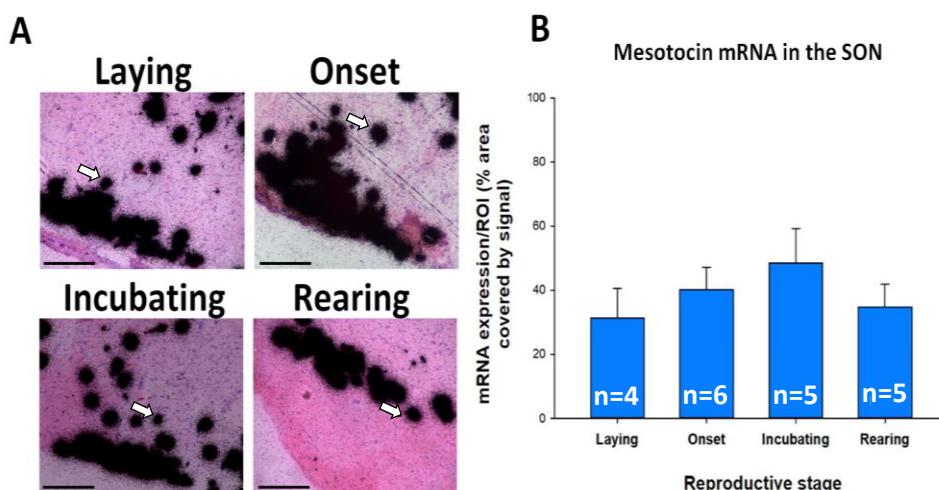 A
Laying
Onset
Incubating
Rearing
B
Mesotocin mRNA in the SON
mRNA expression/ROI (% area
covered by signal)
100
80
60
40
20
0
n=4
n=6
n=5
n=5
Laying
Onset
Incubating
Rearing
Reproductive stage